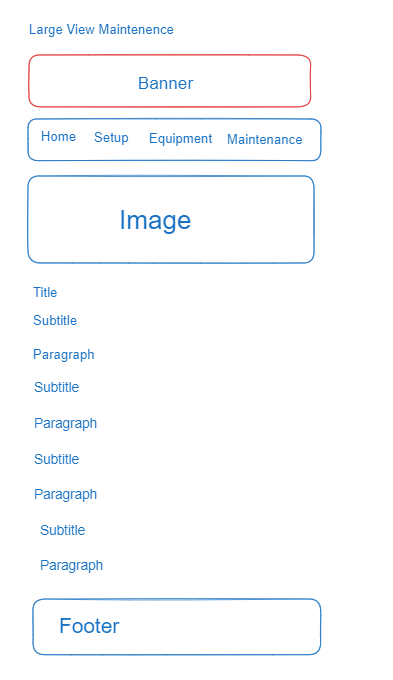 Large View Maintenence
Banner
Home Setup Equipment Maintenance
Image
Title
Subtitle
Paragraph
Subtitle
Paragraph
Subtitle
Paragraph
Subtitle
Paragraph
Footer